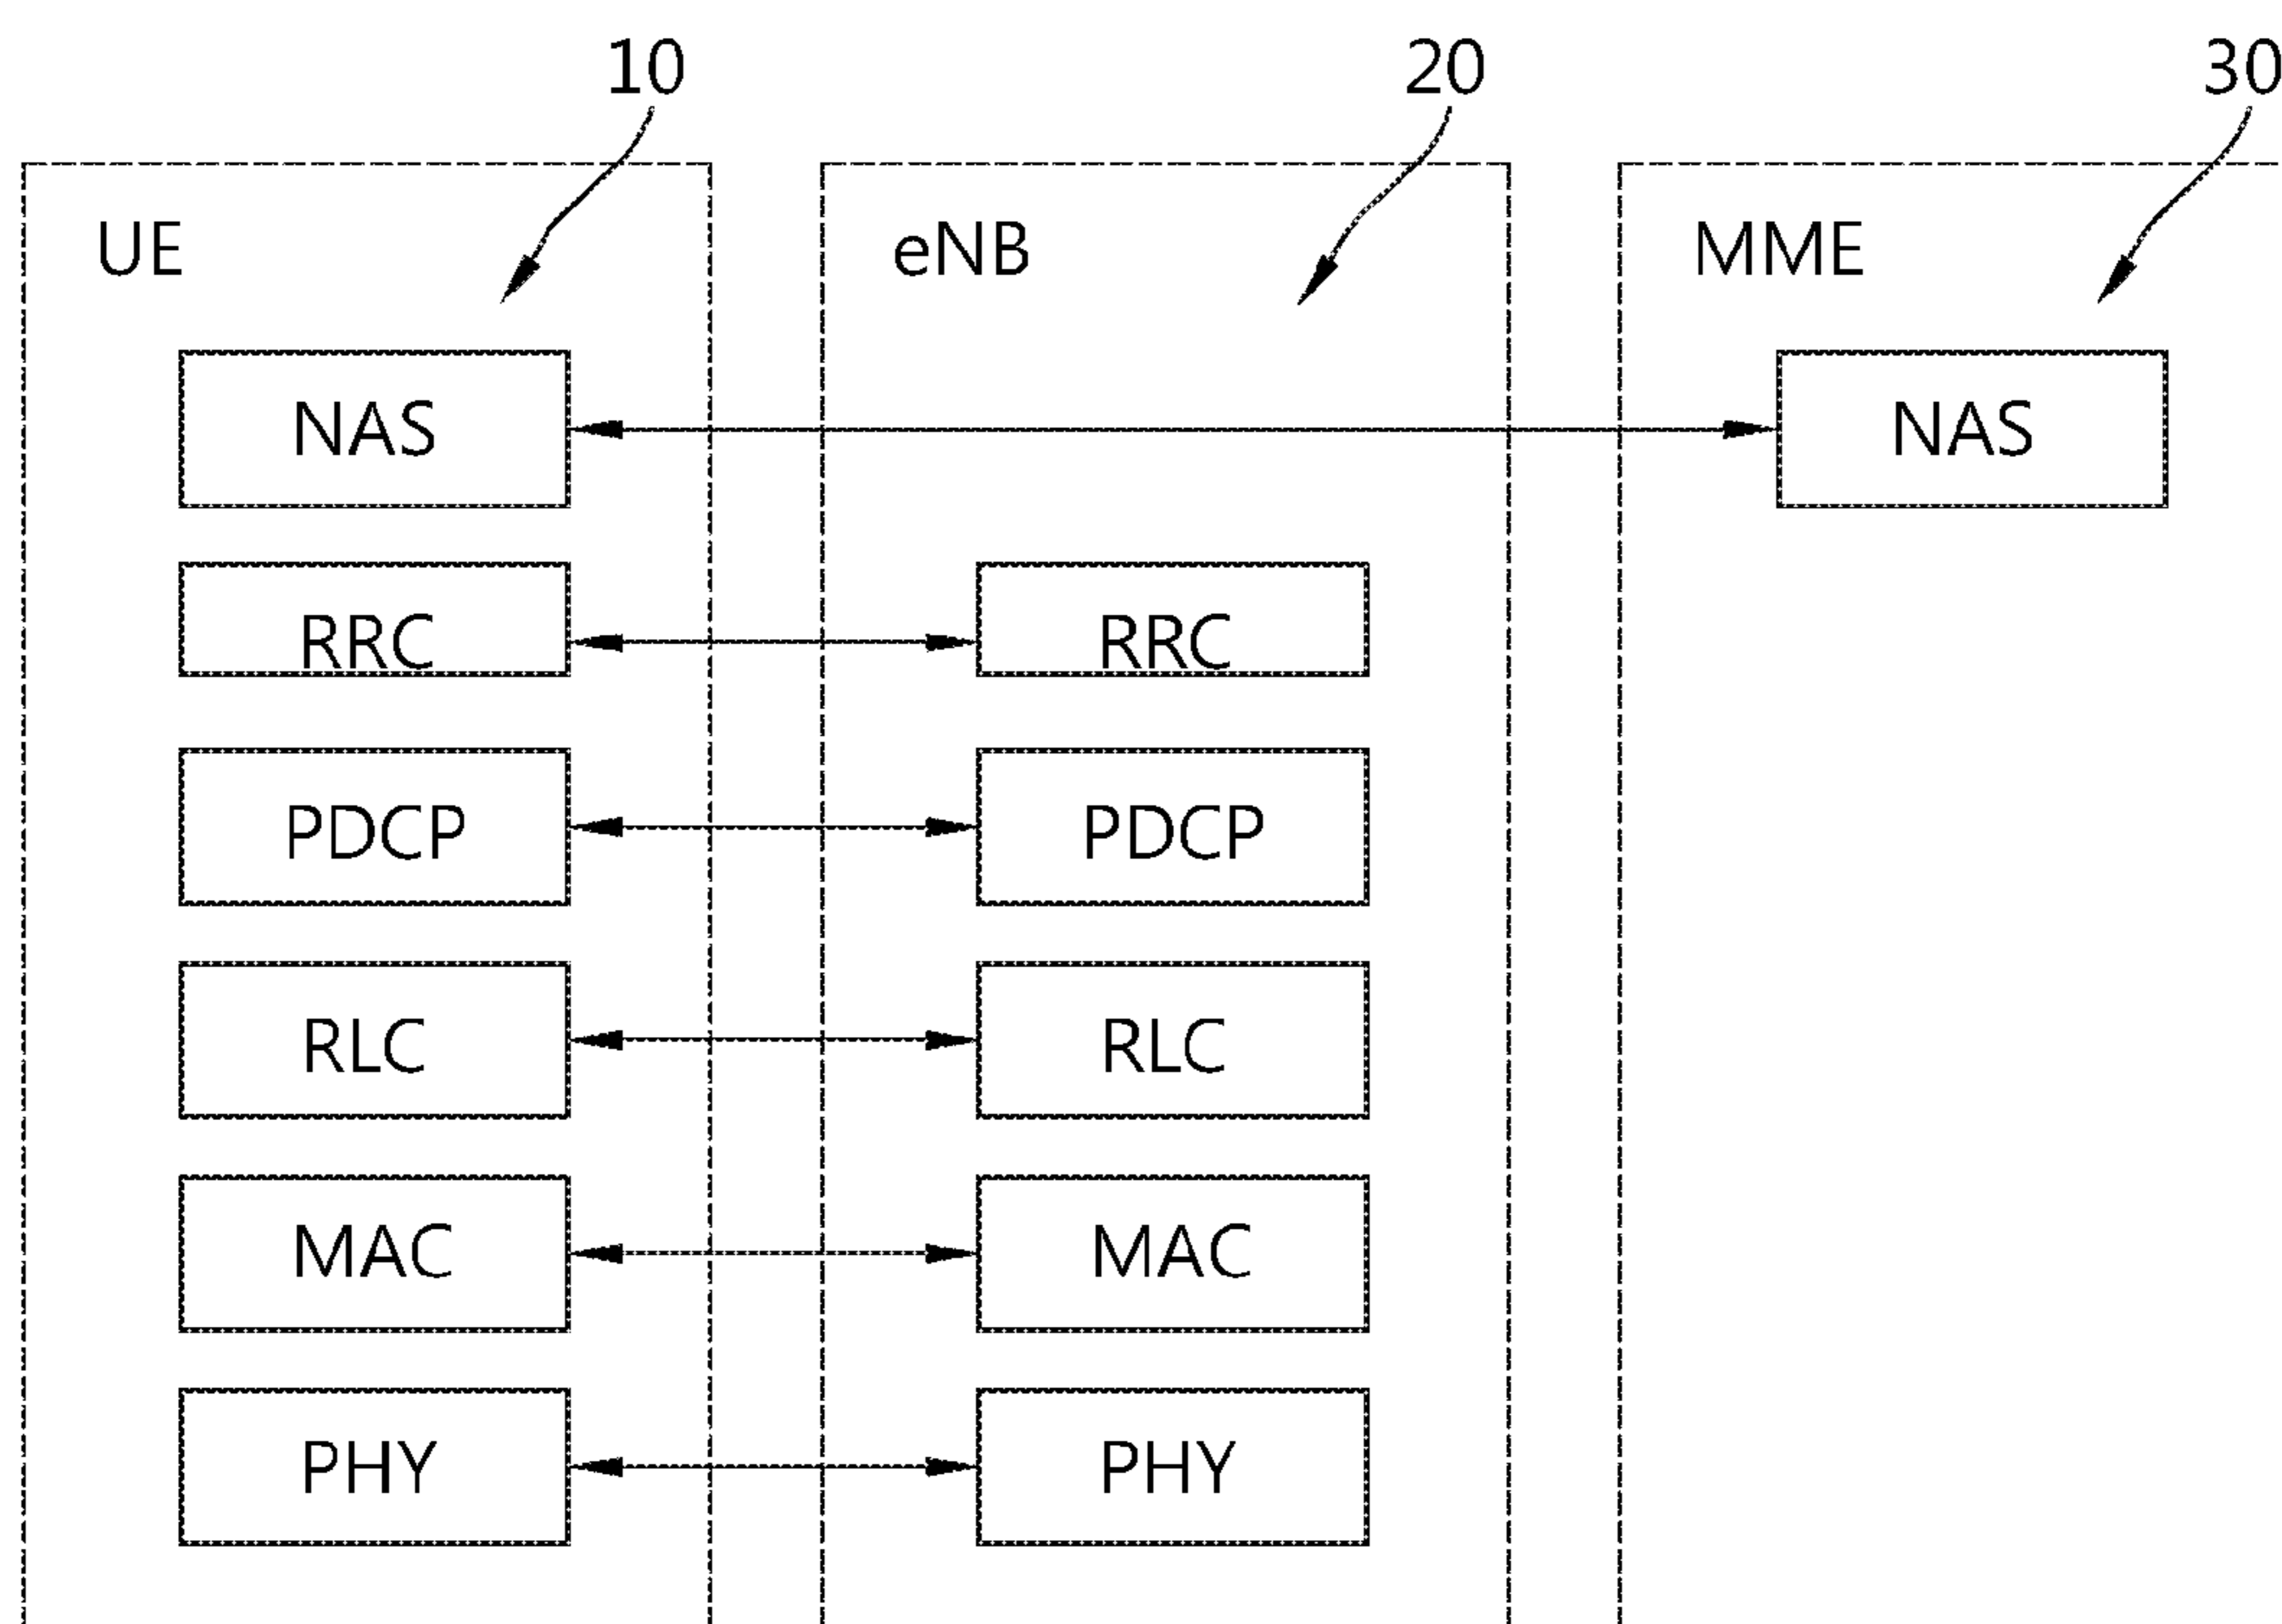 10 20 30
UE eNB MME
NAS NAS
RRC RRC
PDCP PDCP
RLC RLC
MAC MAC
PHY PHY